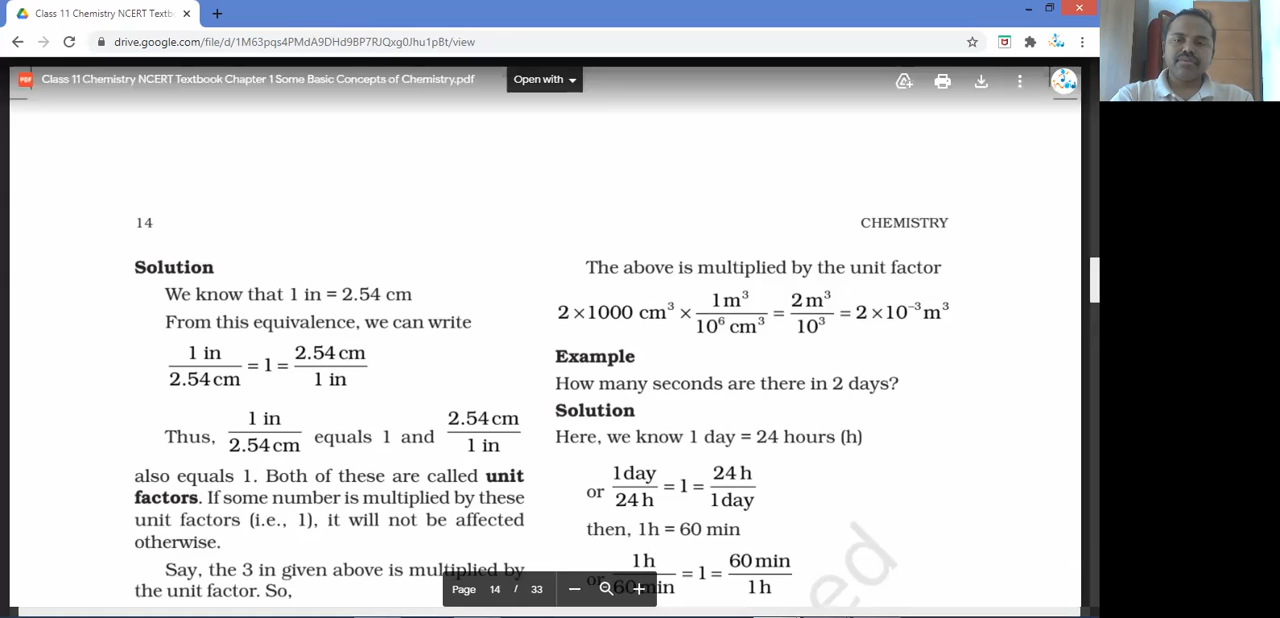 Class 11 Chemistry NCERT Textb
drive.google.com/file/d/1M63pqs4PMdA9DHd9BP7RJQxg0Jhu1pBt/view
PDF
Class 11 Chemistry NCERT Textbook Chapter 1 Some Basic Concepts of Chemistry.pdf
Open with
14
CHEMISTRY
Solution
We know that 1 in = 2.54 cm
From this equivalence, we can write
1 in / 2.54 cm = 1 = 2.54 cm / 1 in
Thus, 1 in / 2.54 cm equals 1 and 2.54 cm / 1 in
also equals 1. Both of these are called unit
factors. If some number is multiplied by these
unit factors (i.e., 1), it will not be affected
otherwise.
Say, the 3 in given above is multiplied by
the unit factor. So,
The above is multiplied by the unit factor
2 × 1000 cm³ × 1 m³ / 10⁶ cm³ = 2 m³ / 10³ = 2 × 10⁻³ m³
Example
How many seconds are there in 2 days?
Solution
Here, we know 1 day = 24 hours (h)
or 1 day / 24 h = 1 = 24 h / 1 day
then, 1h = 60 min
or 1h / 60 min = 1 = 60 min / 1h
ed
Page 14 / 33